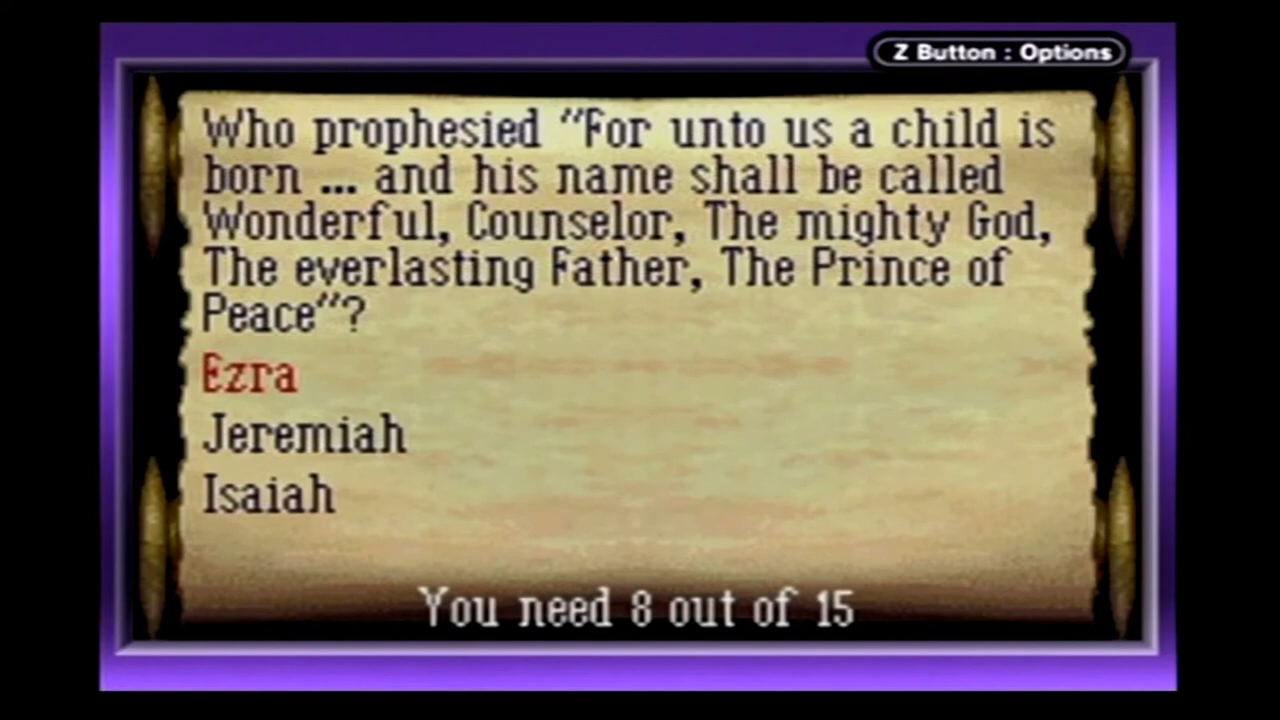 Z Button : Options
Who prophesied "For unto us a child is
born ... and his name shall be called
Wonderful, Counselor, The mighty God,
The everlasting Father, The Prince of
Peace"?
Ezra
Jeremiah
Isaiah
You need 8 out of 15